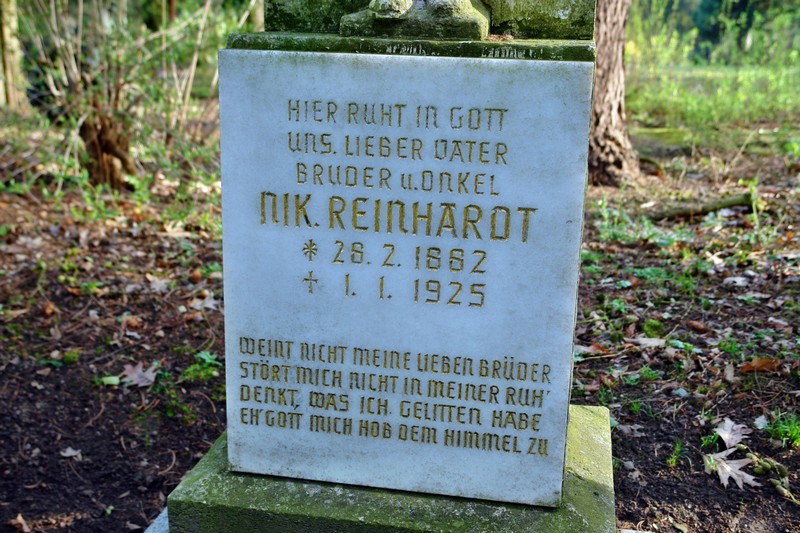 HIER RUHT IN GOTT
UNS. LIEBER VATER
BRUDER u. ONKEL
NIK. REINHARDT
* 28. 2. 1882
† 1. 1. 1925
WEINT NICHT MEINE LIEBEN BRÜDER
STÖRT MICH NICHT IN MEINER RUH'
DENKT, WAS ICH. GELITTEN HABE
EH' GOTT MICH HOB DEM HIMMEL ZU